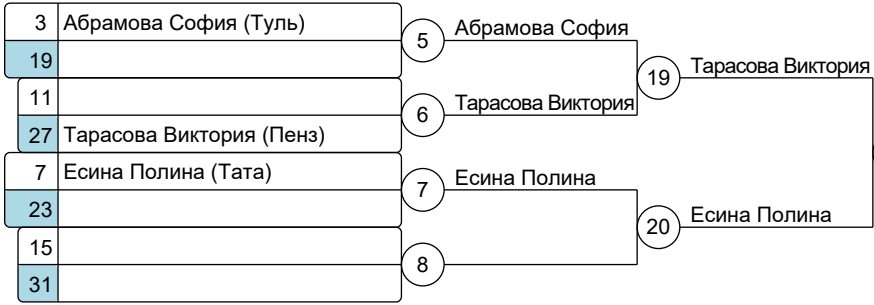 3 Абрамова София (Туль)
5 Абрамова София
19
19 Тарасова Виктория
11
6 Тарасова Виктория
27 Тарасова Виктория (Пенз)
7 Есина Полина (Тата)
7 Есина Полина
23
20 Есина Полина
15
8
31